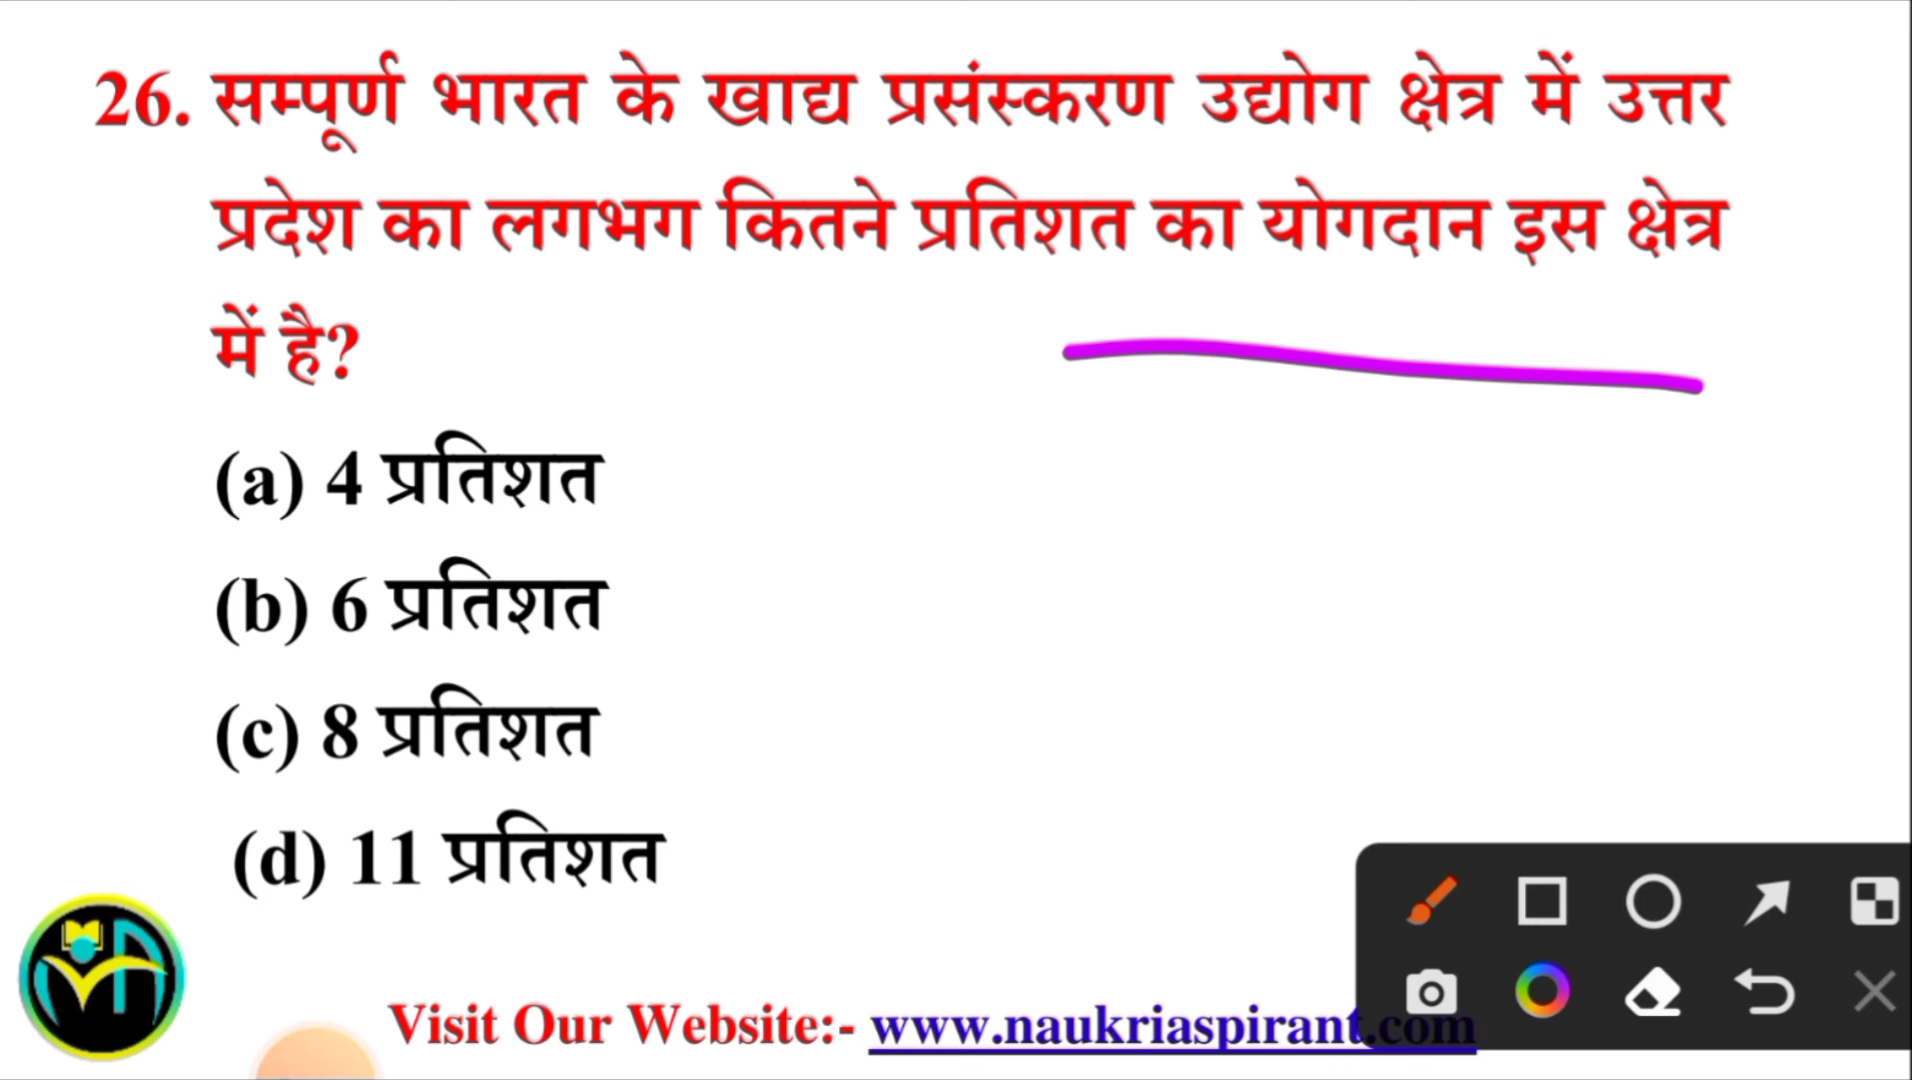 26. सम्पूर्ण भारत के खाद्य प्रसंस्करण उद्योग क्षेत्र में उत्तर
प्रदेश का लगभग कितने प्रतिशत का योगदान इस क्षेत्र
में है?
(a) 4 प्रतिशत
(b) 6 प्रतिशत
(c) 8 प्रतिशत
(d) 11 प्रतिशत
Visit Our Website:- www.naukriaspirant.com